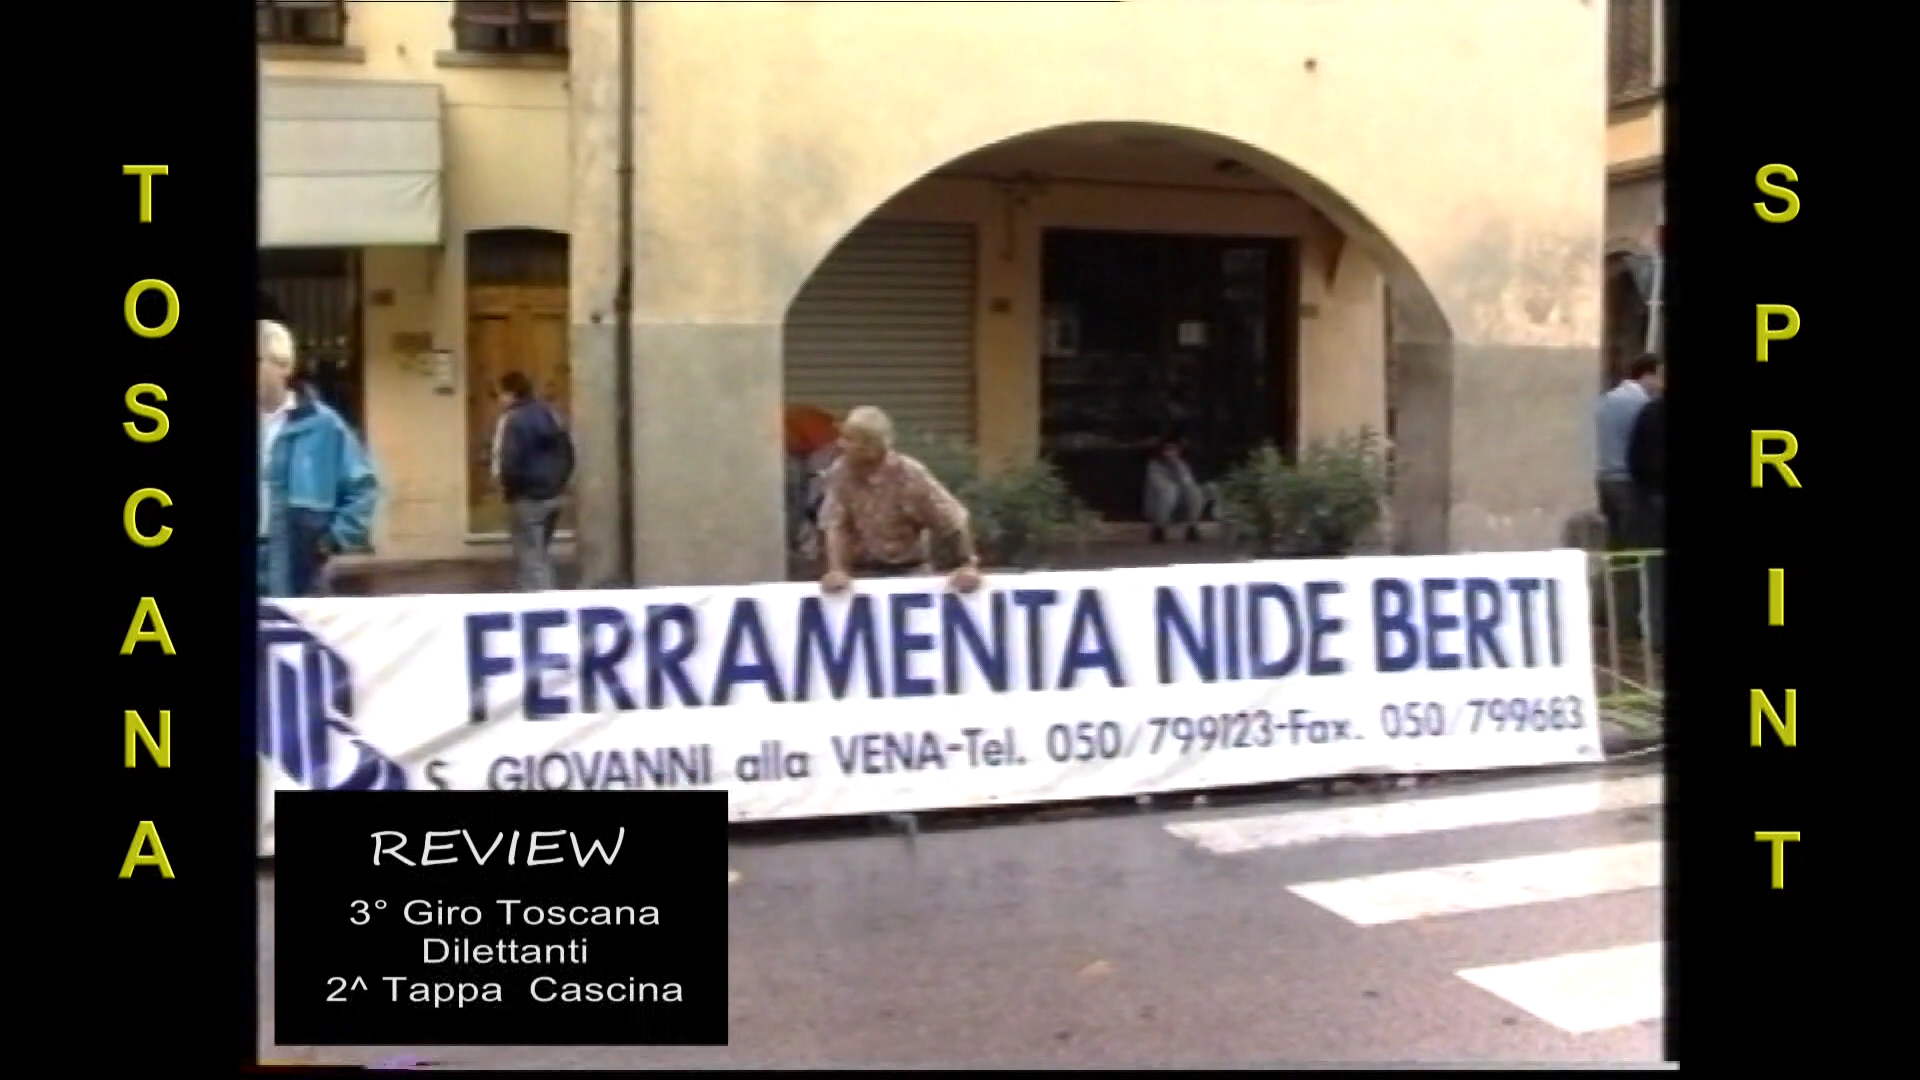 TOSCANA
SPRINT
FERRAMENTA NIDE BERTI
S. GIOVANNI alla VENA-Tel. 050/799123-Fax. 050/799683
REVIEW
3° Giro Toscana
Dilettanti
2^ Tappa Cascina